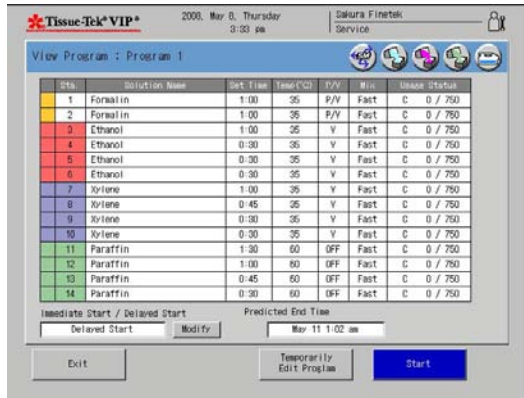 Tissue-Tek® VIP®
2008. May 8. Thursday
3:33 pm
Sakura Finetek
Service
View Program : Program 1
Sta. Solution Name Set Time Temp(°C) P/V Mix Usage Status
1 Formalin 1:00 35 P/V Fast C 0 / 750
2 Formalin 1:00 35 P/V Fast C 0 / 750
3 Ethanol 1:00 35 V Fast C 0 / 750
4 Ethanol 0:30 35 V Fast C 0 / 750
5 Ethanol 0:30 35 V Fast C 0 / 750
6 Ethanol 0:30 35 V Fast C 0 / 750
7 Xylene 1:00 35 V Fast C 0 / 750
8 Xylene 0:45 35 V Fast C 0 / 750
9 Xylene 0:30 35 V Fast C 0 / 750
10 Xylene 0:30 35 V Fast C 0 / 750
11 Paraffin 1:30 60 OFF Fast C 0 / 750
12 Paraffin 1:00 60 OFF Fast C 0 / 750
13 Paraffin 0:45 60 OFF Fast C 0 / 750
14 Paraffin 0:30 60 OFF Fast C 0 / 750
Immediate Start / Delayed Start
Predicted End Time
Delayed Start Modify May 11 1:02 am
Exit
Temporarily
Edit Program
Start